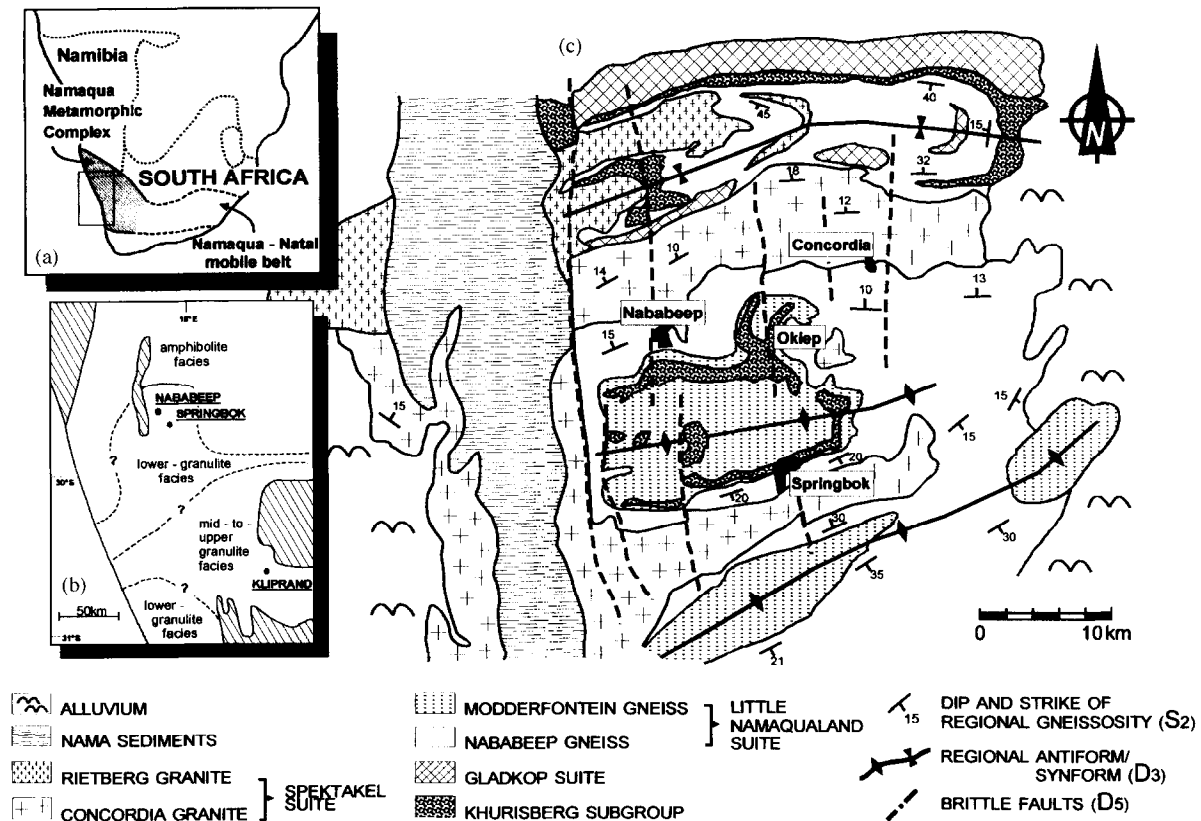 Namibia
Namaqua
Metamorphic
Complex
SOUTH AFRICA
Namaqua - Natal
mobile belt
(a)
18°E
amphibolite
facies
NABABEEP
SPRINGBOK
?
lower - granulite
facies
30°S
?
mid - to
upper
granulite
facies
(b)
KLIPRAND
?
50km
lower -
granulite
facies
31°S
(c)
N
40
45
15
32
18
12
Concordia
10
14
10
13
Nababeep
Okiep
15
15
15
15
20
Springbok
20
30
30
35
21
0 10km
ALLUVIUM
NAMA SEDIMENTS
RIETBERG GRANITE
CONCORDIA GRANITE
SPEKTAKEL
SUITE
MODDERFONTEIN GNEISS
NABABEEP GNEISS
LITTLE
NAMAQUALAND
SUITE
GLADKOP SUITE
KHURISBERG SUBGROUP
15
DIP AND STRIKE OF
REGIONAL GNEISSOSITY (S2)
REGIONAL ANTIFORM/
SYNFORM (D3)
BRITTLE FAULTS (D5)